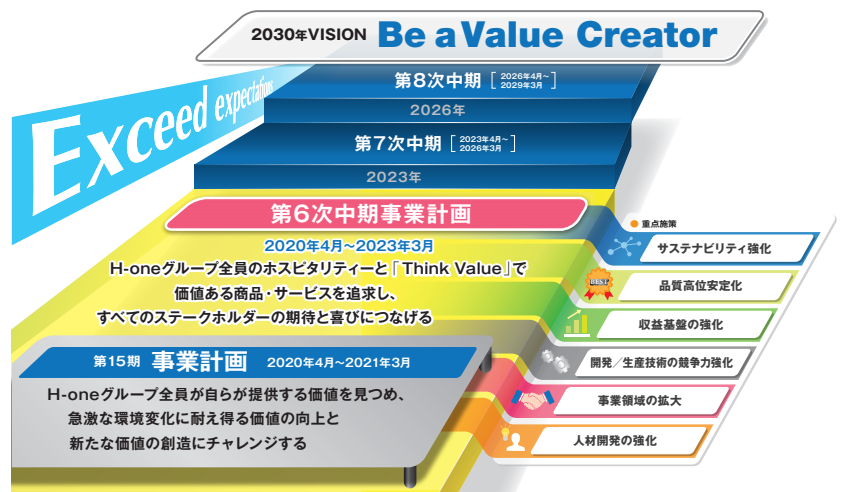 2030年VISION Be a Value Creator
Exceed expectations
第8次中期 [2026年4月~
2029年3月]
2026年
第7次中期 [2023年4月~
2026年3月]
2023年
第6次中期事業計画
2020年4月~2023年3月
H-oneグループ全員のホスピタリティーと「Think Value」で
価値ある商品・サービスを追求し、
すべてのステークホルダーの期待と喜びにつなげる
第15期 事業計画 2020年4月~2021年3月
H-oneグループ全員が自らが提供する価値を見つめ、
急激な環境変化に耐え得る価値の向上と
新たな価値の創造にチャレンジする
重点施策
サステナビリティ強化
BEST
品質高位安定化
収益基盤の強化
開発/生産技術の競争力強化
事業領域の拡大
人材開発の強化